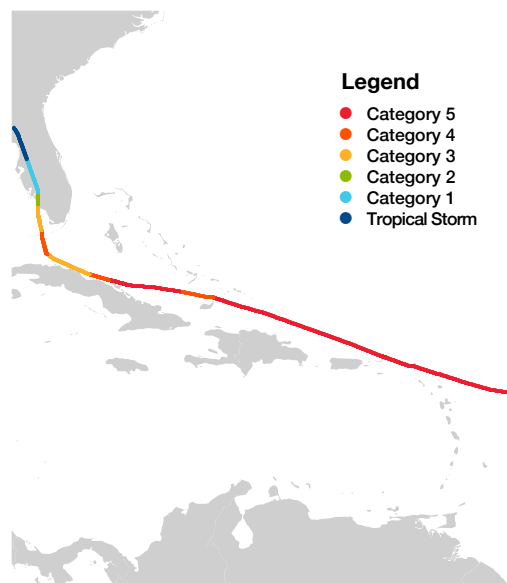 Legend
Category 5
Category 4
Category 3
Category 2
Category 1
Tropical Storm